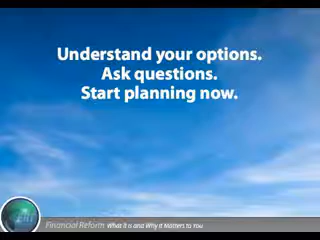 Understand your options.
Ask questions.
Start planning now.
Financial Reform What it is and Why it Matters to You